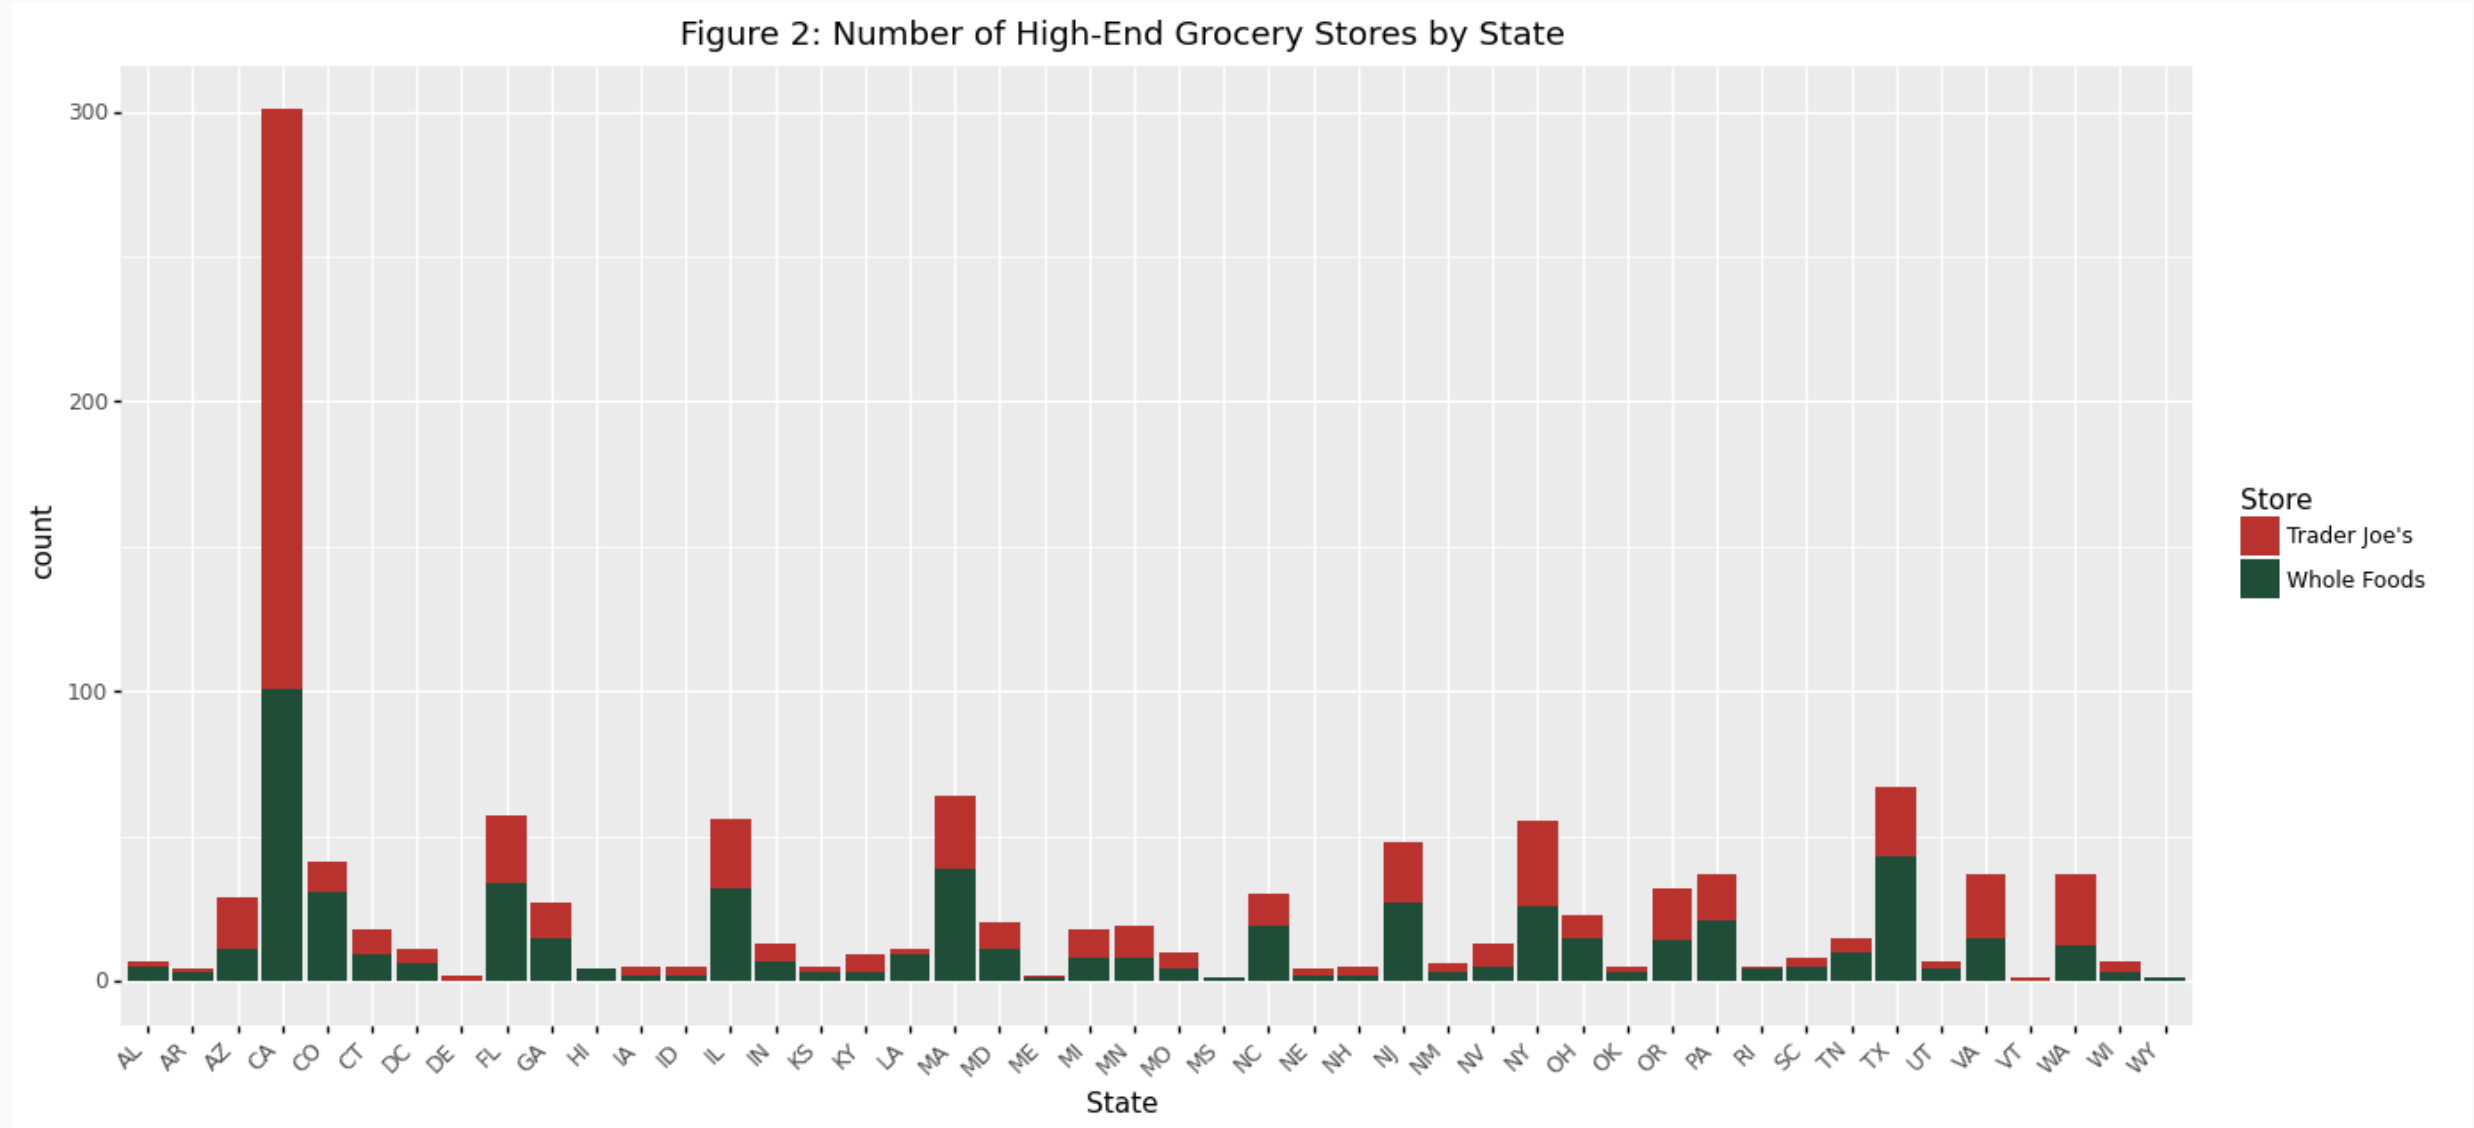 Figure 2: Number of High-End Grocery Stores by State
300
200
100
0
count
AL AR AZ CA CO CT DC DE FL GA HI IA ID IL IN KS KY LA MA MD ME MI MN MO MS NC NE NH NJ NM NV NY OH OK OR PA RI SC TN TX UT VA VT WA WI WY
State
Store
Trader Joe's
Whole Foods